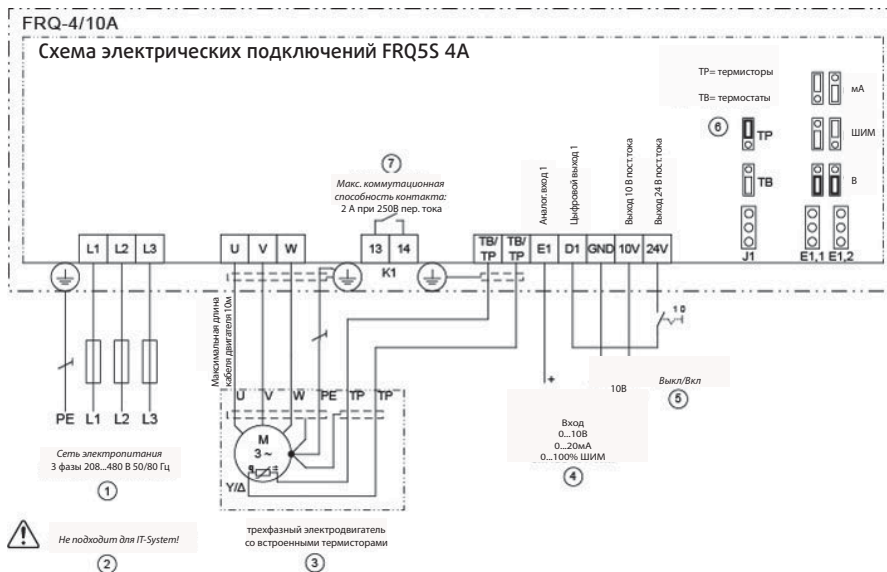 FRQ-4/10A
Схема электрических подключений FRQ5S 4A
TP= термисторы
TB= термостаты
мА
ШИМ
В
⑥
TP
TB
J1
E1,1 E1,2
⑦
Макс. коммутационная
способность контакта:
2 А при 250В пер. тока
Аналог. вход 1
Цифровой выход 1
Выход 10 В пост.тока
Выход 24 В пост.тока
L1 L2 L3
U V W
13 14
K1
TB/TP TB/TP E1 D1 GND 10V 24V
Максимальная длина
кабеля двигателя 10м
1 0
U V W PE TP TP
M
3 ~
Y/Δ
+
10В
Выкл/Вкл
⑤
Вход
0...10В
0...20мА
0...100% ШИМ
④
PE L1 L2 L3
Сеть электропитания
3 фазы 208...480 В 50/80 Гц
①
Не подходит для IT-System!
②
трехфазный электродвигатель
со встроенными термисторами
③